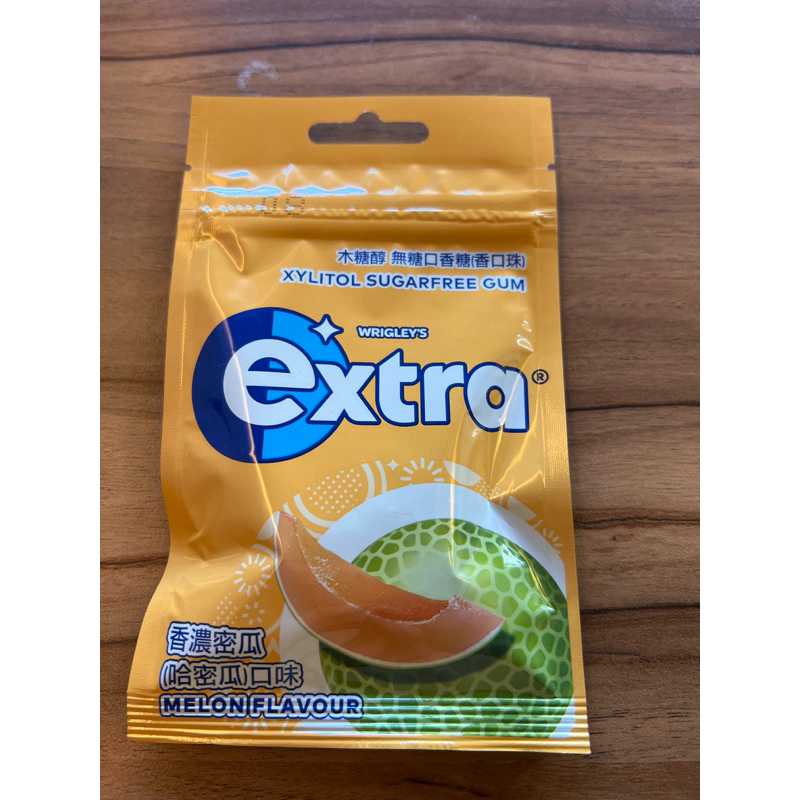 木糖醇 無糖口香糖(香口珠)
XYLITOL SUGARFREE GUM
WRIGLEY'S
extra®
香濃密瓜
(哈密瓜)口味
MELON FLAVOUR